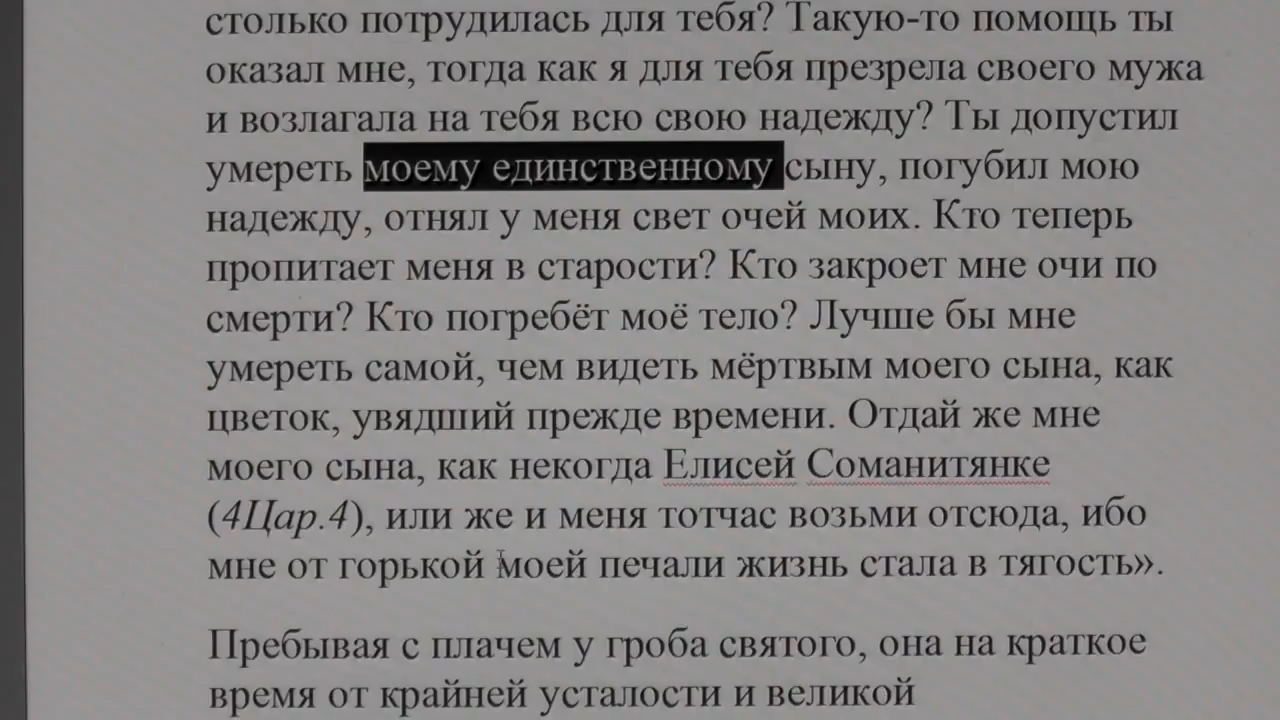 столько потрудилась для тебя? Такую-то помощь ты
оказал мне, тогда как я для тебя презрела своего мужа
и возлагала на тебя всю свою надежду? Ты допустил
умереть моему единственному сыну, погубил мою
надежду, отнял у меня свет очей моих. Кто теперь
пропитает меня в старости? Кто закроет мне очи по
смерти? Кто погребёт моё тело? Лучше бы мне
умереть самой, чем видеть мёртвым моего сына, как
цветок, увядший прежде времени. Отдай же мне
моего сына, как некогда Елисей Соманитянке
(4Цар.4), или же и меня тотчас возьми отсюда, ибо
мне от горькой моей печали жизнь стала в тягость».
Пребывая с плачем у гроба святого, она на краткое
время от крайней усталости и великой